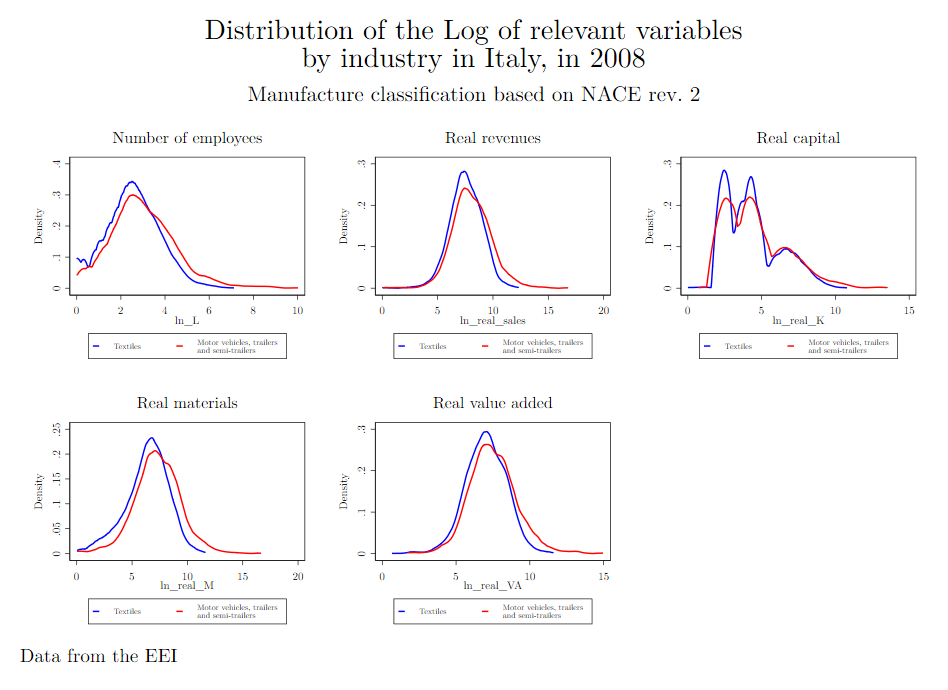 Distribution of the Log of relevant variables
by industry in Italy, in 2008
Manufacture classification based on NACE rev. 2
Number of employees
Density
0 .1 .2 .3 .4
0 2 4 6 8 10
ln_L
Textiles
Motor vehicles, trailers
and semi-trailers
Real revenues
Density
0 .1 .2 .3
0 5 10 15 20
ln_real_sales
Textiles
Motor vehicles, trailers
and semi-trailers
Real capital
Density
0 .1 .2 .3
0 5 10 15
ln_real_K
Textiles
Motor vehicles, trailers
and semi-trailers
Real materials
Density
0 .05 .1 .15 .2 .25
0 5 10 15 20
ln_real_M
Textiles
Motor vehicles, trailers
and semi-trailers
Real value added
Density
0 .1 .2 .3
0 5 10 15
ln_real_VA
Textiles
Motor vehicles, trailers
and semi-trailers
Data from the EEI